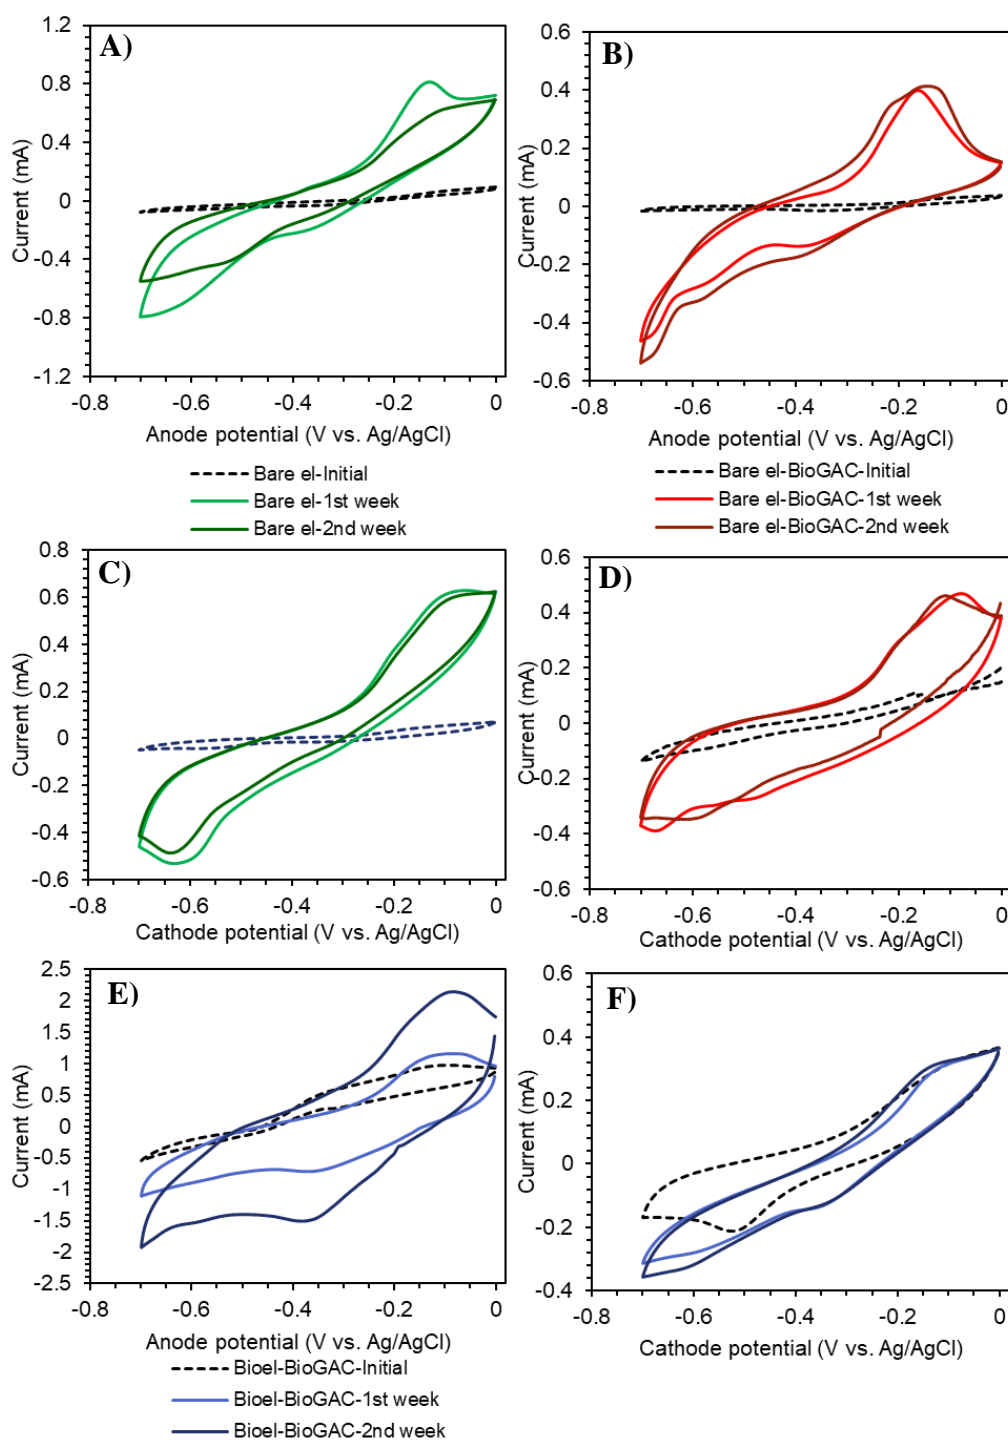 A)
1.2
0.8
0.4
0
-0.4
-0.8
-1.2
Current (mA)
-0.8 -0.6 -0.4 -0.2 0
Anode potential (V vs. Ag/AgCl)
Bare el-Initial
Bare el-1st week
Bare el-2nd week
B)
0.6
0.4
0.2
0
-0.2
-0.4
-0.6
Current (mA)
-0.8 -0.6 -0.4 -0.2 0
Anode potential (V vs. Ag/AgCl)
Bare el-BioGAC-Initial
Bare el-BioGAC-1st week
Bare el-BioGAC-2nd week
C)
0.8
0.6
0.4
0.2
0
-0.2
-0.4
-0.6
Current (mA)
-0.8 -0.6 -0.4 -0.2 0
Cathode potential (V vs. Ag/AgCl)
D)
0.6
0.4
0.2
0
-0.2
-0.4
-0.6
Current (mA)
-0.8 -0.6 -0.4 -0.2 0
Cathode potential (V vs. Ag/AgCl)
E)
2.5
2
1.5
1
0.5
0
-0.5
-1
-1.5
-2
-2.5
Current (mA)
-0.8 -0.6 -0.4 -0.2 0
Anode potential (V vs. Ag/AgCl)
Bioel-BioGAC-Initial
Bioel-BioGAC-1st week
Bioel-BioGAC-2nd week
F)
0.6
0.4
0.2
0
-0.2
-0.4
Current (mA)
-0.8 -0.6 -0.4 -0.2 0
Cathode potential (V vs. Ag/AgCl)